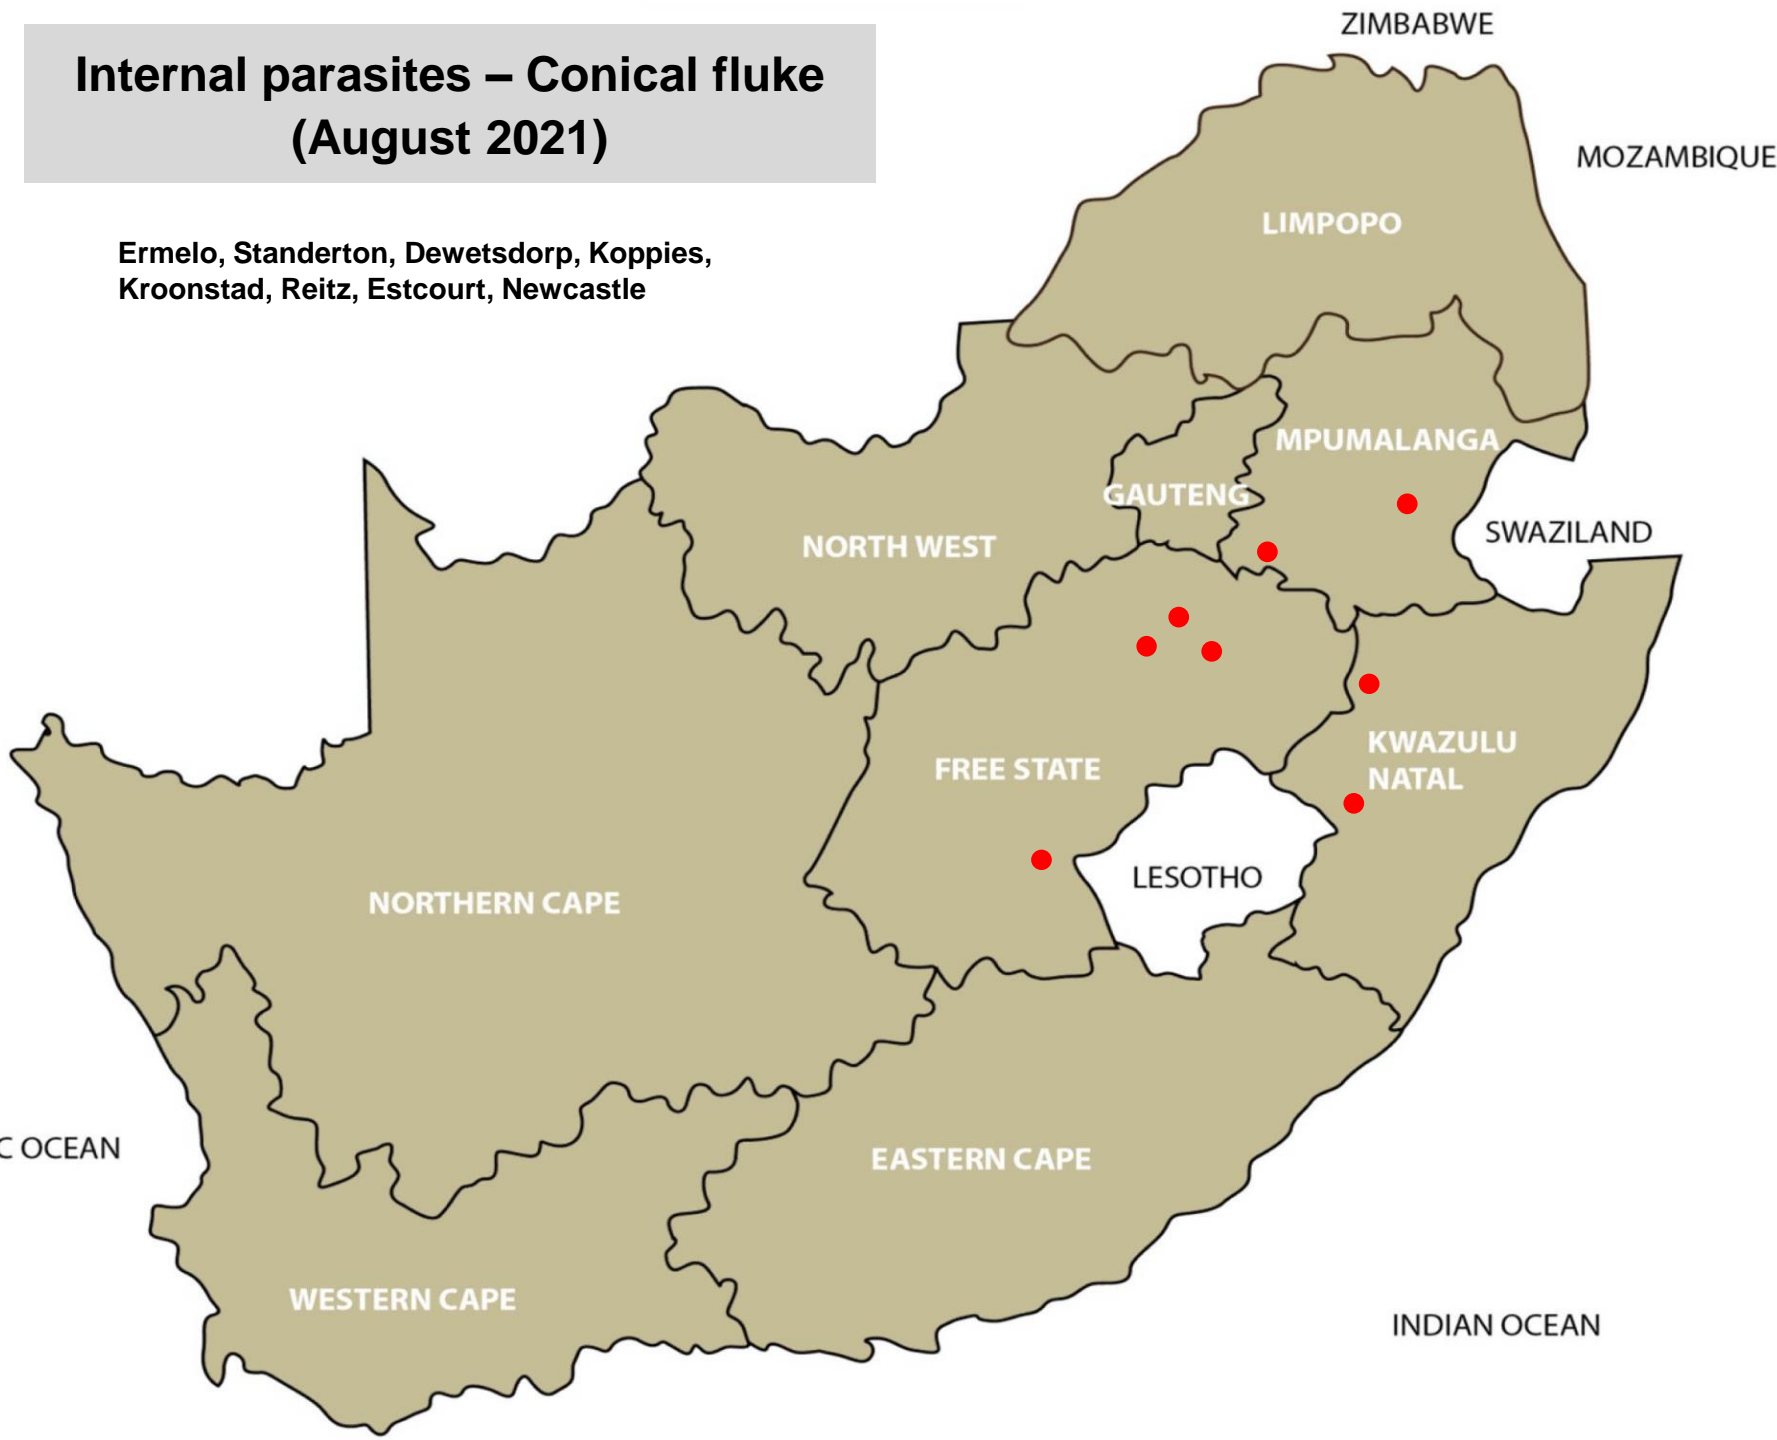 Internal parasites – Conical fluke
(August 2021)
Ermelo, Standerton, Dewetsdorp, Koppies,
Kroonstad, Reitz, Estcourt, Newcastle
ZIMBABWE
MOZAMBIQUE
LIMPOPO
MPUMALANGA
GAUTENG
SWAZILAND
NORTH WEST
KWAZULU
NATAL
FREE STATE
LESOTHO
NORTHERN CAPE
C OCEAN
EASTERN CAPE
WESTERN CAPE
INDIAN OCEAN